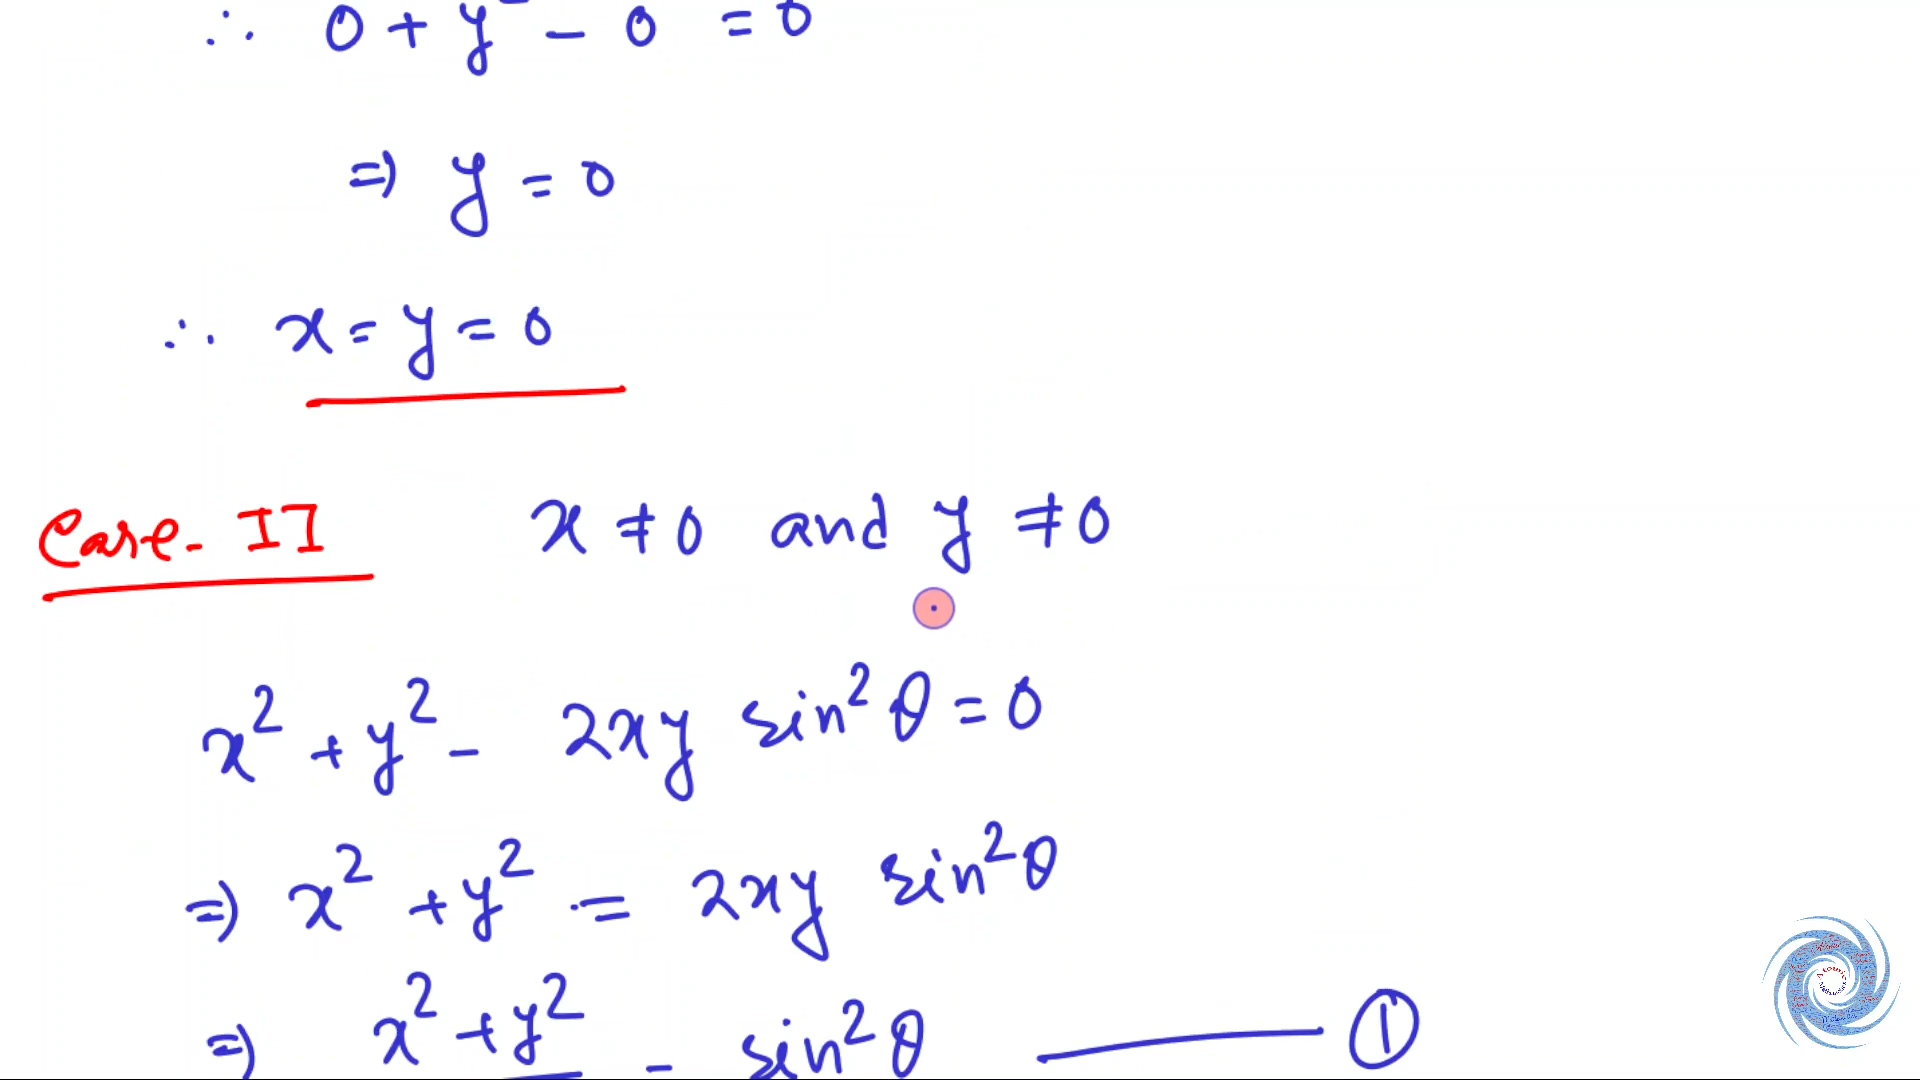 ∴ 0 + y² - 0 = 0
⇒ y = 0
∴ x = y = 0
Case- II x ≠ 0 and y ≠ 0
x² + y² - 2xy sin²θ = 0
⇒ x² + y² = 2xy sin²θ
⇒ x² + y² = sin²θ —— ①